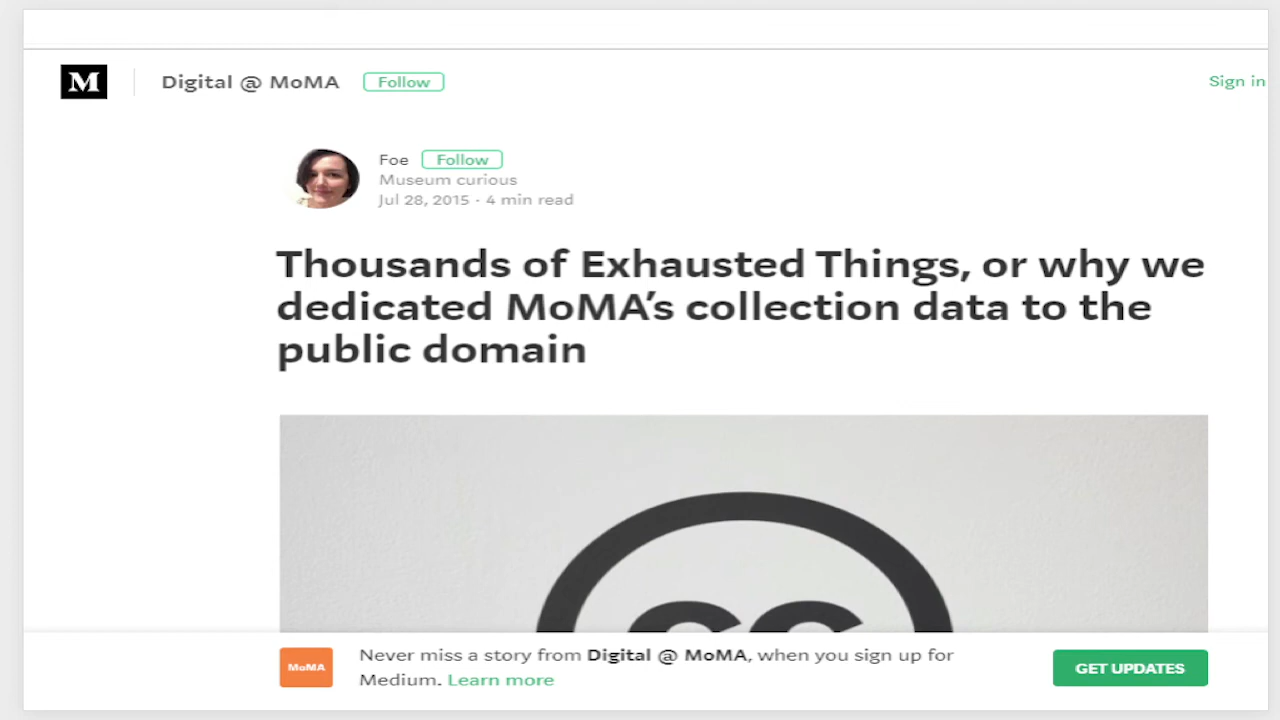 M
Digital @ MoMA Follow
Sign in
Foe Follow
Museum curious
Jul 28, 2015 · 4 min read
Thousands of Exhausted Things, or why we
dedicated MoMA’s collection data to the
public domain
cc
MoMA
Never miss a story from Digital @ MoMA, when you sign up for
Medium. Learn more
GET UPDATES